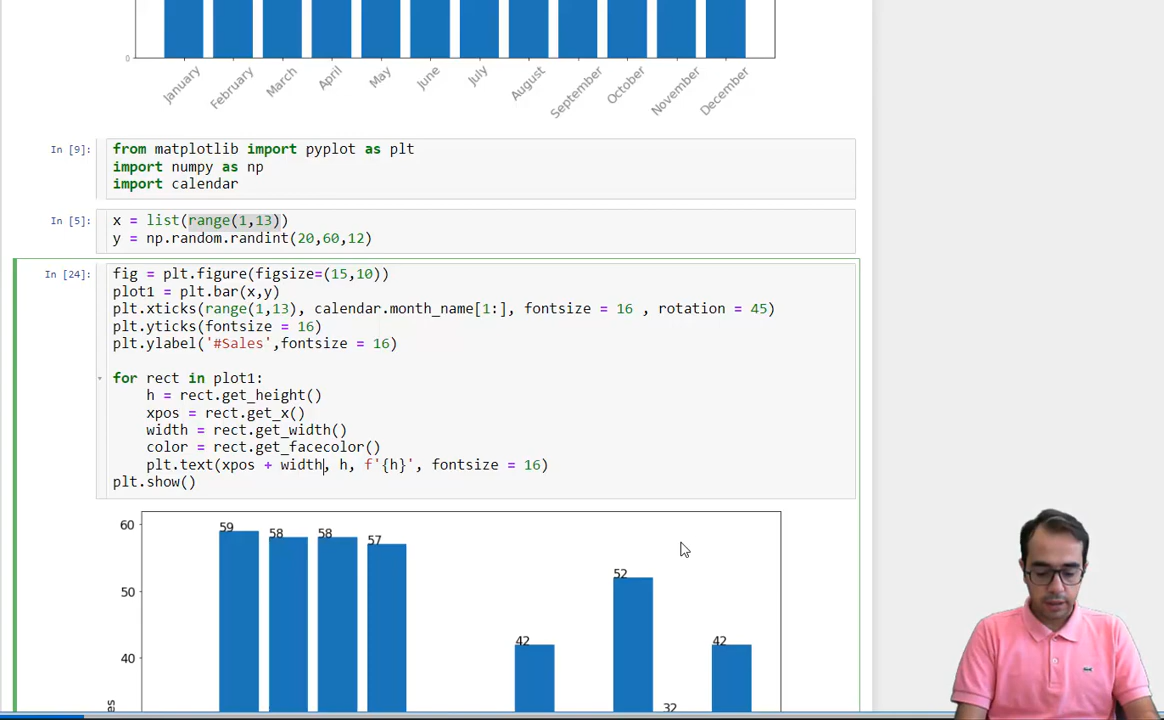 0
January February March April May June July August September October November December
In [9]: from matplotlib import pyplot as plt
import numpy as np
import calendar
In [5]: x = list(range(1,13))
y = np.random.randint(20,60,12)
In [24]: fig = plt.figure(figsize=(15,10))
plot1 = plt.bar(x,y)
plt.xticks(range(1,13), calendar.month_name[1:], fontsize = 16 , rotation = 45)
plt.yticks(fontsize = 16)
plt.ylabel('#Sales',fontsize = 16)
for rect in plot1:
h = rect.get_height()
xpos = rect.get_x()
width = rect.get_width()
color = rect.get_facecolor()
plt.text(xpos + width, h, f'{h}', fontsize = 16)
plt.show()
60 59 58 58 57
50 52
42 42
40
32